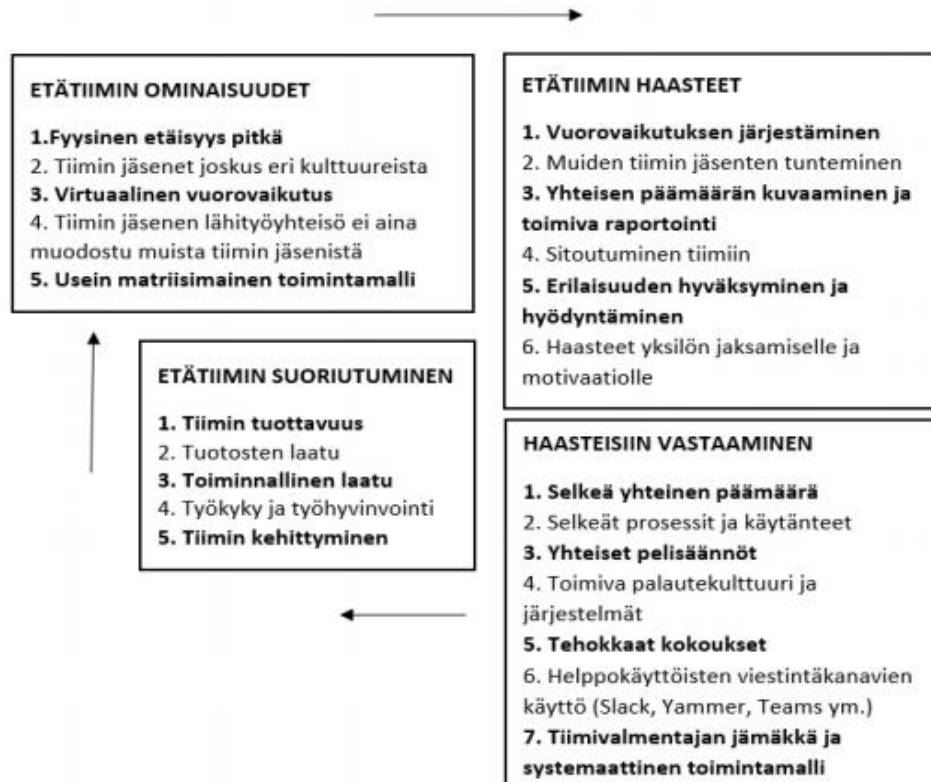 ETÄTIIMIN OMINAISUUDET
1.Fyysinen etäisyys pitkä
2. Tiimin jäsenet joskus eri kulttuureista
3. Virtuaalinen vuorovaikutus
4. Tiimin jäsenen lähityöyhteisö ei aina
muodostu muista tiimin jäsenistä
5. Usein matriisimainen toimintamalli
ETÄTIIMIN HAASTEET
1. Vuorovaikutuksen järjestäminen
2. Muiden tiimin jäsenten tunteminen
3. Yhteisen päämäärän kuvaaminen ja
toimiva raportointi
4. Sitoutuminen tiimiin
5. Erilaisuuden hyväksyminen ja
hyödyntäminen
6. Haasteet yksilön jaksamiselle ja
motivaatiolle
ETÄTIIMIN SUORIUTUMINEN
1. Tiimin tuottavuus
2. Tuotosten laatu
3. Toiminnallinen laatu
4. Työkyky ja työhyvinvointi
5. Tiimin kehittyminen
HAASTEISIIN VASTAAMINEN
1. Selkeä yhteinen päämäärä
2. Selkeät prosessit ja käytänteet
3. Yhteiset pelisäännöt
4. Toimiva palautekulttuuri ja
järjestelmät
5. Tehokkaat kokoukset
6. Helppokäyttöisten viestintäkanavien
käyttö (Slack, Yammer, Teams ym.)
7. Tiimivalmentajan jämäkkä ja
systemaattinen toimintamalli